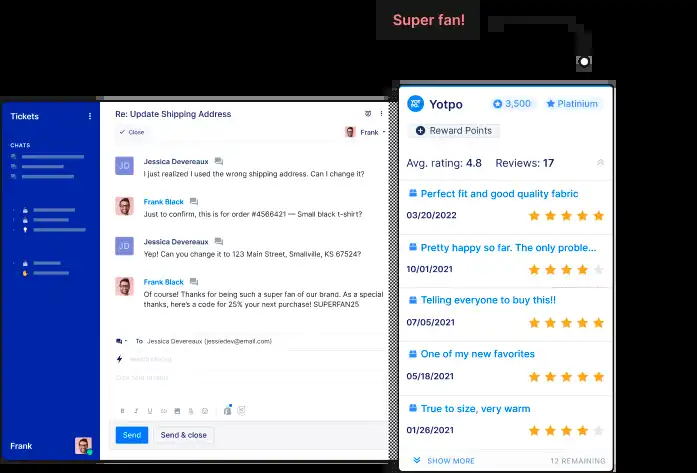 Super fan!
Tickets
CHATS
Frank
Re: Update Shipping Address
Close
Frank
JD
Jessica Devereaux
I just realized I used the wrong shipping address. Can I change it?
Frank Black
Just to confirm, this is for order #4566421 — Small black t-shirt?
JD
Jessica Devereaux
Yep! Can you change it to 123 Main Street, Smallville, KS 67524?
Frank Black
Of course! Thanks for being such a super fan of our brand. As a special
thanks, here's a code for 25% your next purchase! SUPERFAN25
To Jessica Devereaux (jessiedev@email.com)
B I U
Send
Send & close
YOTPO.
Yotpo
3,500
Platinium
Reward Points
Avg. rating: 4.8 Reviews: 17
Perfect fit and good quality fabric
03/20/2022
Pretty happy so far. The only proble...
10/01/2021
Telling everyone to buy this!!
07/05/2021
One of my new favorites
05/18/2021
True to size, very warm
01/26/2021
SHOW MORE
12 REMAINING